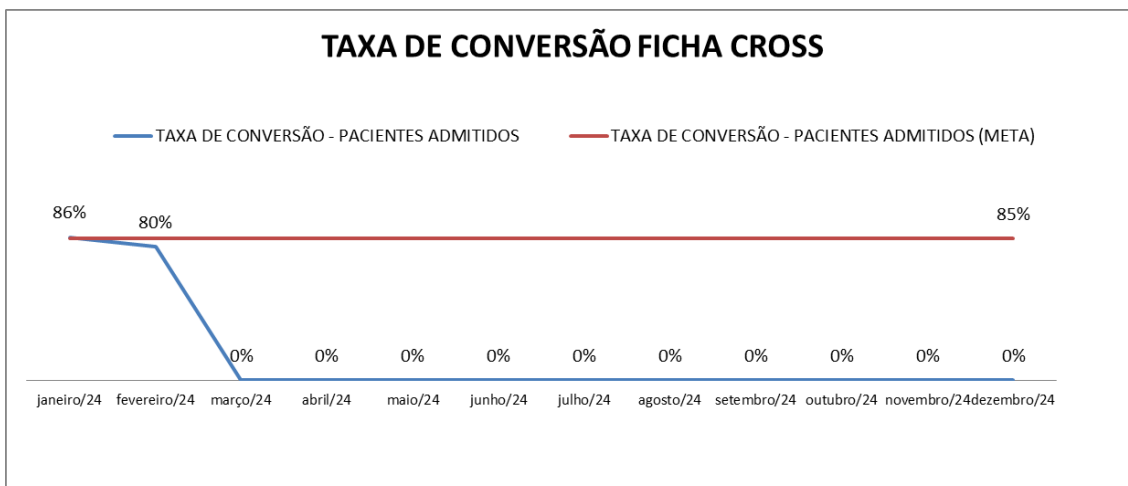 TAXA DE CONVERSÃO FICHA CROSS
TAXA DE CONVERSÃO - PACIENTES ADMITIDOS TAXA DE CONVERSÃO - PACIENTES ADMITIDOS (META)
86% 80% 85%
0% 0% 0% 0% 0% 0% 0% 0% 0% 0%
janeiro/24 fevereiro/24 março/24 abril/24 maio/24 junho/24 julho/24 agosto/24 setembro/24 outubro/24 novembro/24 dezembro/24